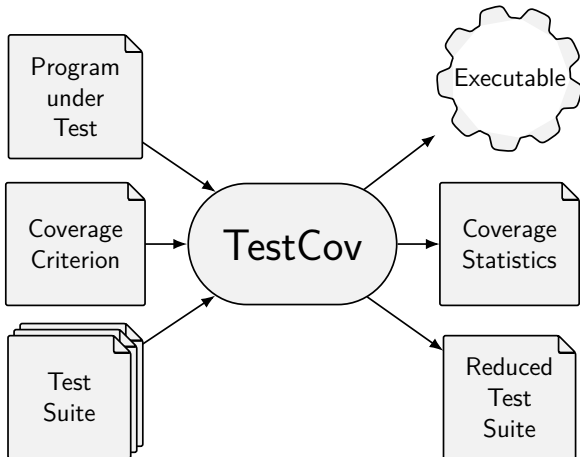 Program
under
Test
Executable
Coverage
Criterion
TestCov
Coverage
Statistics
Test
Suite
Reduced
Test
Suite